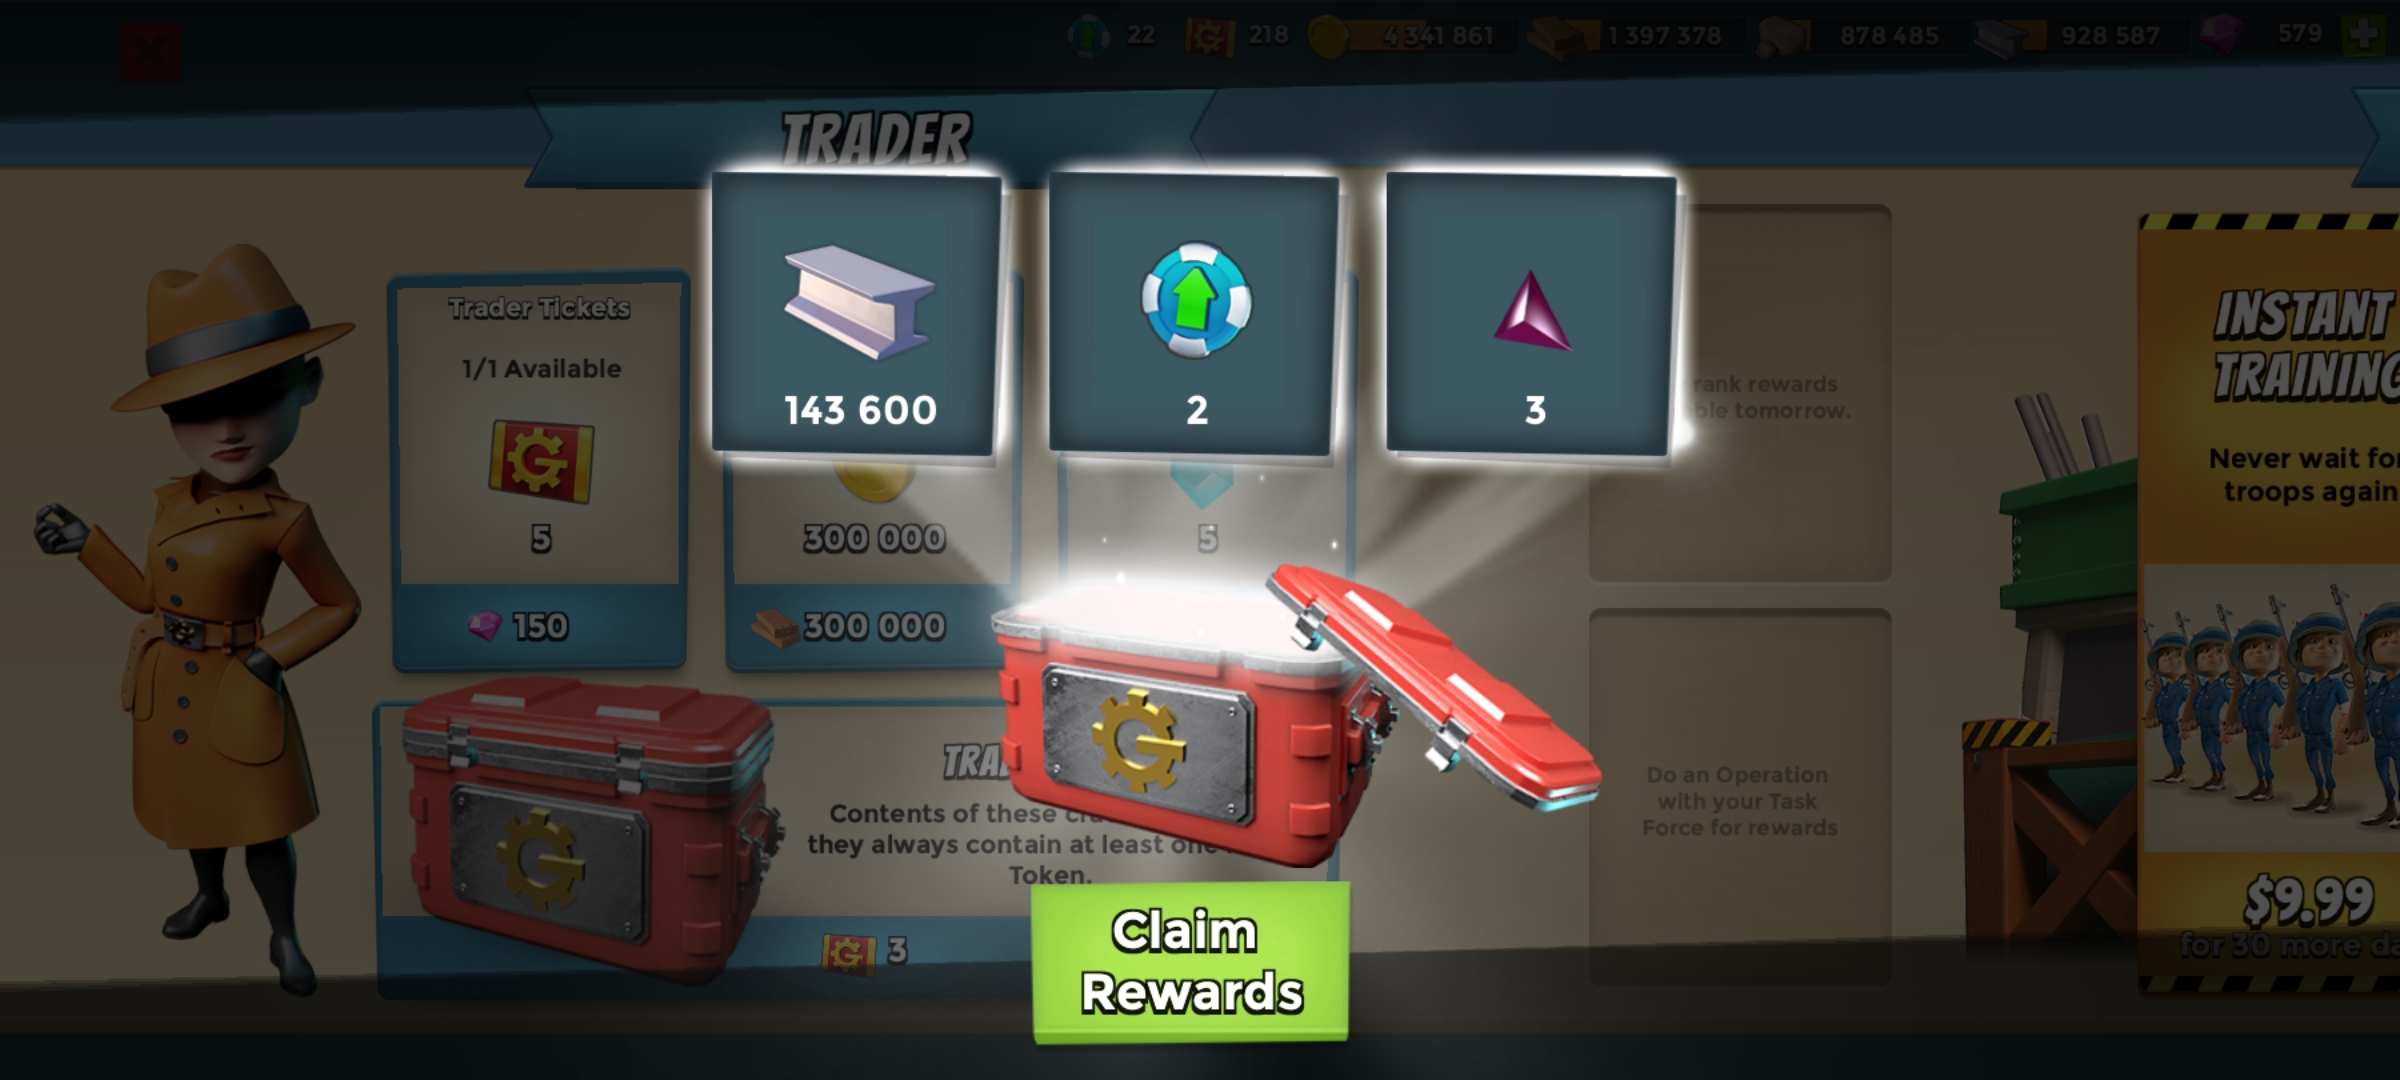 22
218
4 341 861
1 397 378
878 485
928 587
579
TRADER
143 600
2
3
Trader Tickets
1/1 Available
5
150
300 000
300 000
5
rank rewards
tomorrow.
INSTANT
TRAINING
Never wait for
troops again
Contents of these
they always contain at least one
Token.
3
Do an Operation
with your Task
Force for rewards
$9.99
for 30 more
Claim
Rewards